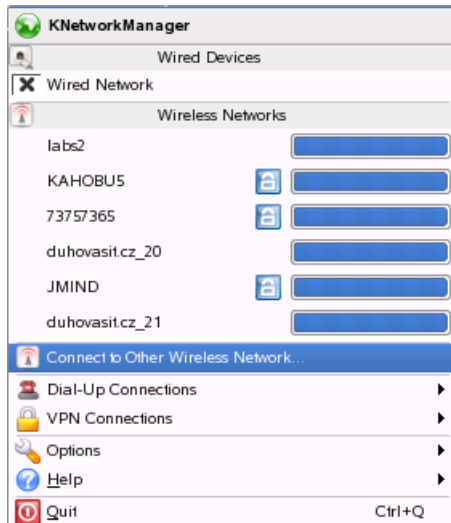 KNetworkManager
Wired Devices
Wired Network
Wireless Networks
labs2
KAHOBU5
73757365
duhovasit.cz_20
JMIND
duhovasit.cz_21
Connect to Other Wireless Network...
Dial-Up Connections
VPN Connections
Options
Help
Quit Ctrl+Q